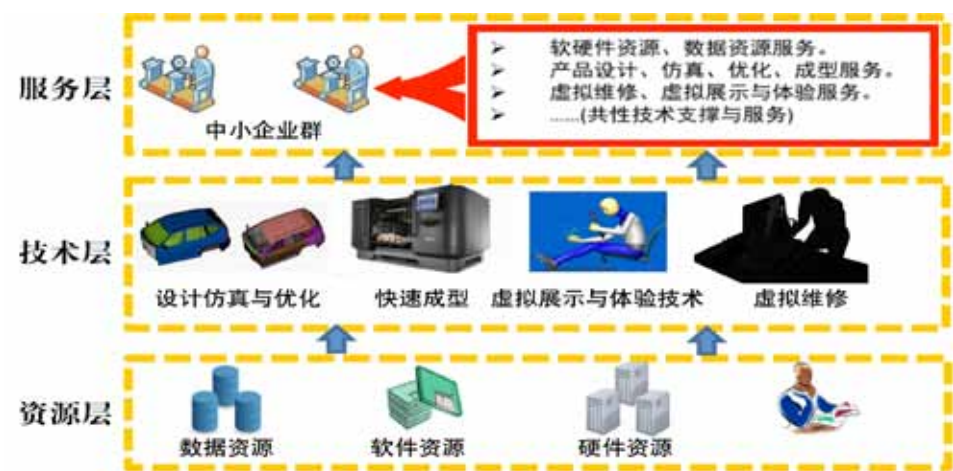 服务层
中小企业群
➢ 软硬件资源、数据资源服务。
➢ 产品设计、仿真、优化、成型服务。
➢ 虚拟维修、虚拟展示与体验服务。
➢ ......(共性技术支撑与服务)
技术层
设计仿真与优化
快速成型
虚拟展示与体验技术
虚拟维修
资源层
数据资源
软件资源
硬件资源